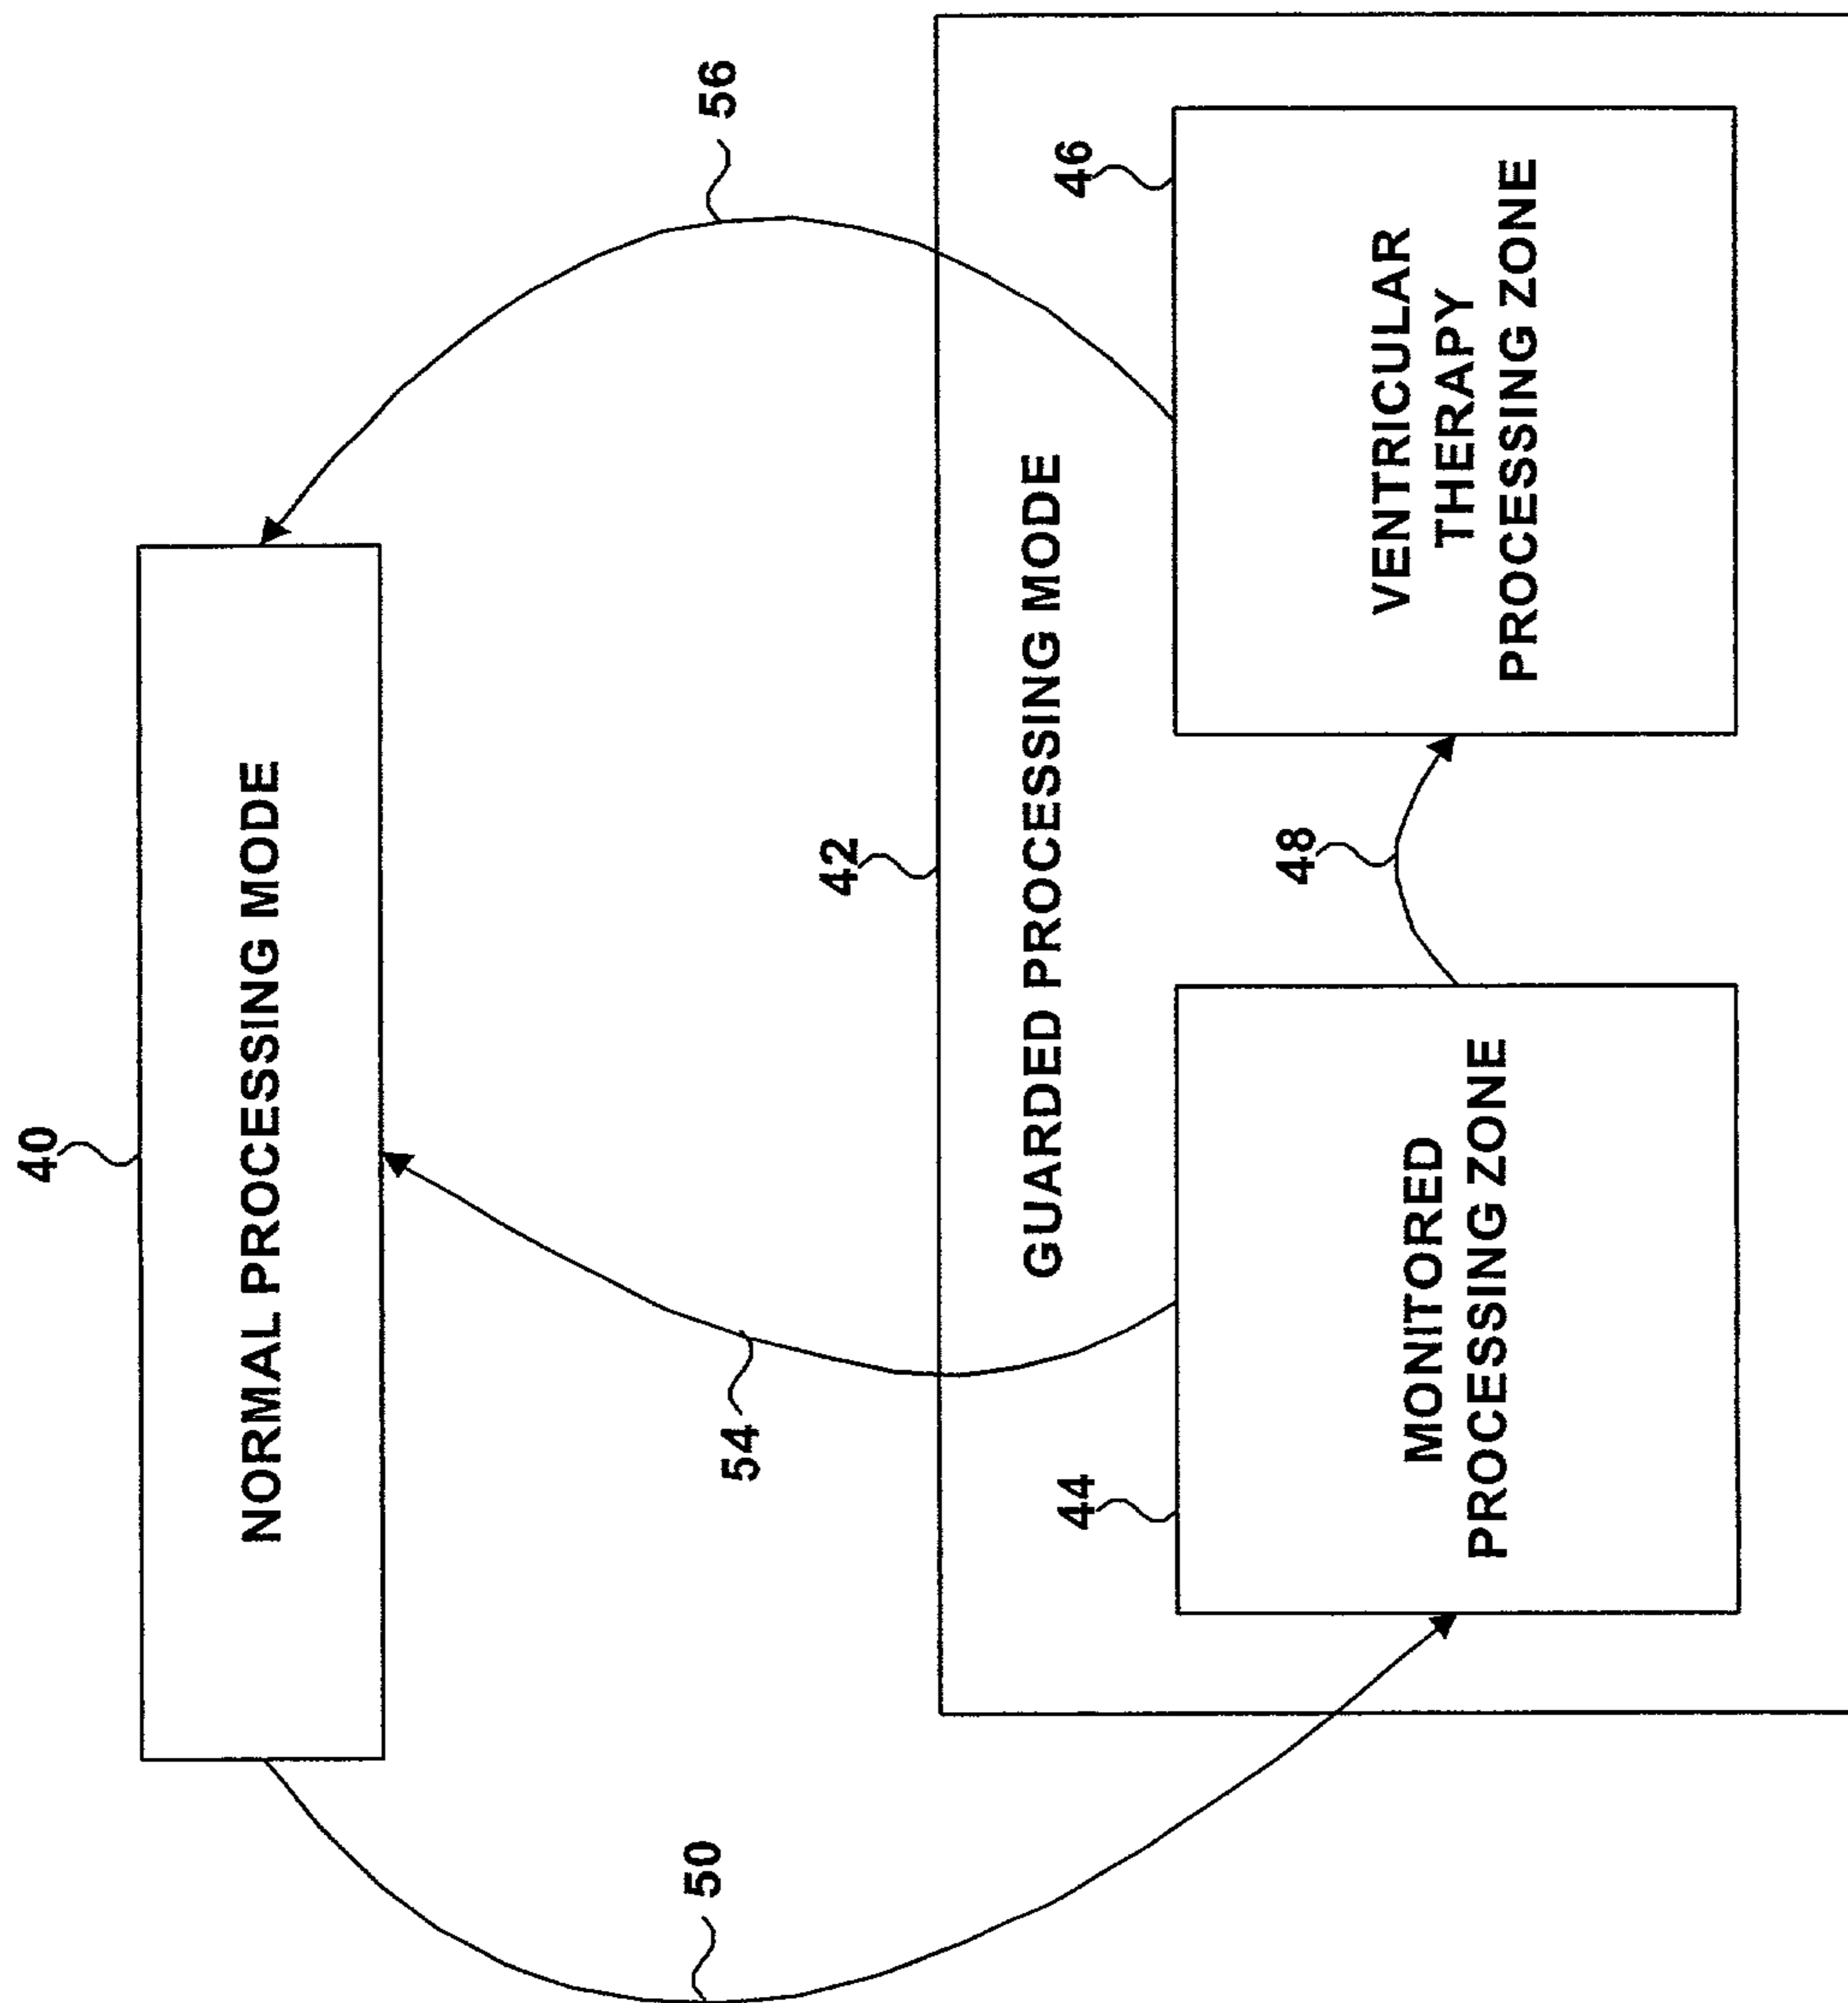 40
NORMAL PROCESSING MODE
50
54
56
42
GUARDED PROCESSING MODE
44
MONITORED
PROCESSING ZONE
48
46
VENTRICULAR
THERAPY
PROCESSING ZONE